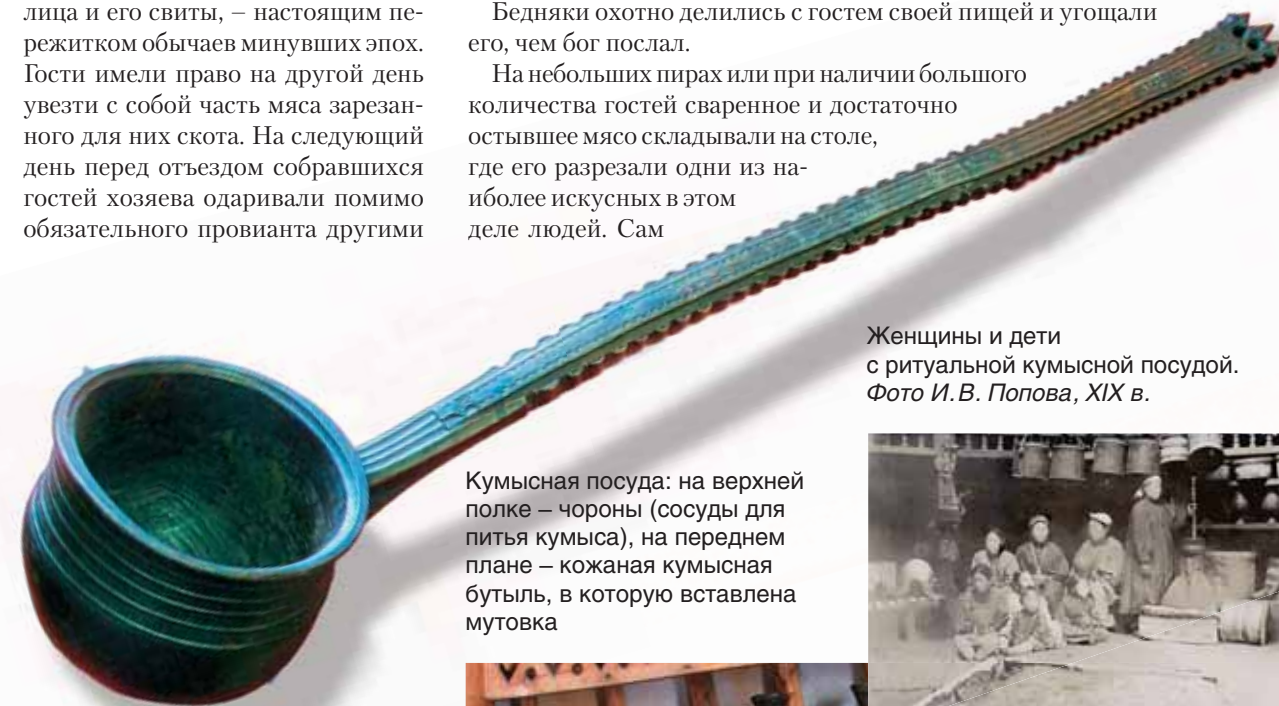 лица и его свиты, – настоящим пе-
режитком обычаев минувших эпох.
Гости имели право на другой день
увезти с собой часть мяса зарезан-
ного для них скота. На следующий
день перед отъездом собравшихся
гостей хозяева одаривали помимо
обязательного провианта другими
Бедняки охотно делились с гостем своей пищей и угощали
его, чем бог послал.
На небольших пирах или при наличии большого
количества гостей сваренное и достаточно
остывшее мясо складывали на столе,
где его разрезали одни из на-
иболее искусных в этом
деле людей. Сам
Женщины и дети
с ритуальной кумысной посудой.
Фото И.В. Попова, XIX в.
Кумысная посуда: на верхней
полке – чороны (сосуды для
питья кумыса), на переднем
плане – кожаная кумысная
бутыль, в которую вставлена
мутовка